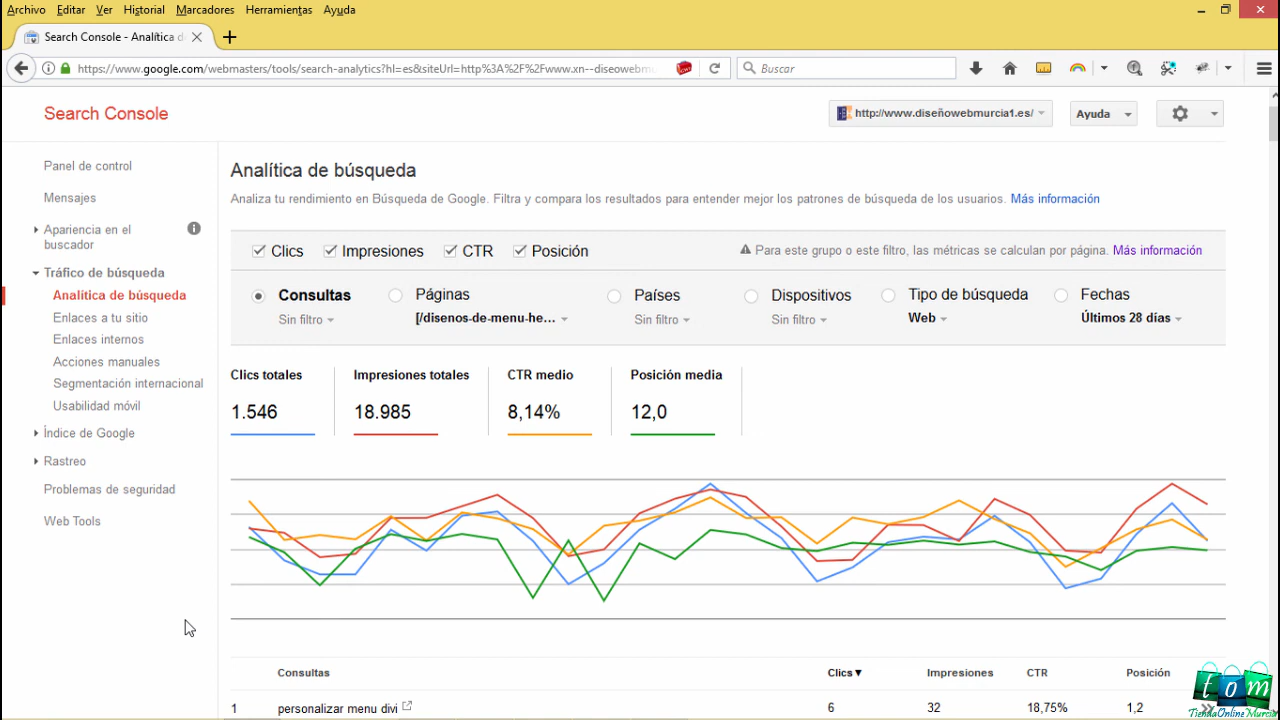 Archivo Editar Ver Historial Marcadores Herramientas Ayuda
Search Console - Analítica d
https://www.google.com/webmasters/tools/search-analytics?hl=es&siteUrl=http%3A%2F%2Fwww.xn--diseowebm
Buscar
Search Console
http://www.diseñowebmurcia1.es/
Ayuda
Panel de control
Mensajes
Apariencia en el
buscador
Tráfico de búsqueda
Analítica de búsqueda
Enlaces a tu sitio
Enlaces internos
Acciones manuales
Segmentación internacional
Usabilidad móvil
Índice de Google
Rastreo
Problemas de seguridad
Web Tools
Analítica de búsqueda
Analiza tu rendimiento en Búsqueda de Google. Filtra y compara los resultados para entender mejor los patrones de búsqueda de los usuarios. Más información
Clics Impresiones CTR Posición
Para este grupo o este filtro, las métricas se calculan por página. Más información
Consultas Páginas Países Dispositivos Tipo de búsqueda Fechas
Sin filtro [/disenos-de-menu-he... Sin filtro Sin filtro Web Últimos 28 días
Clics totales Impresiones totales CTR medio Posición media
1.546 18.985 8,14% 12,0
Consultas Clics▼ Impresiones CTR Posición
1 personalizar menu divi 6 32 18,75% 1,2
tom
TiendaOnlineMurcia